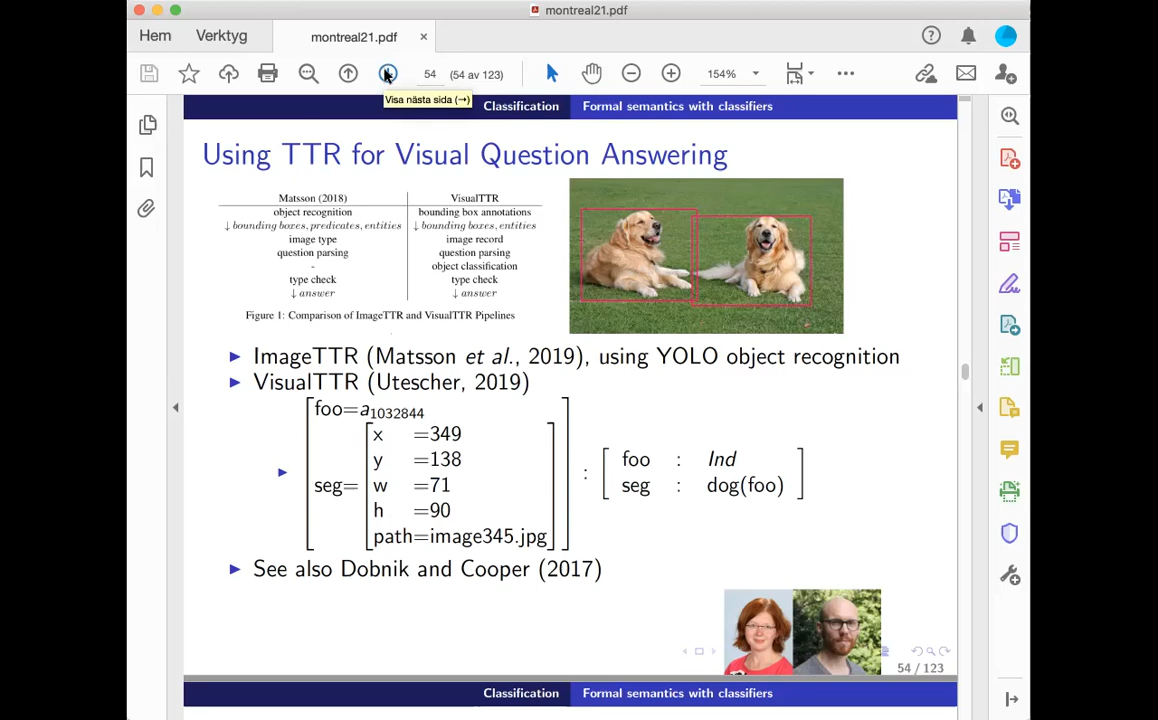 montreal21.pdf
Hem Verktyg montreal21.pdf ×
54 (54 av 123) 154%
Visa nästa sida (→)
Classification Formal semantics with classifiers
Using TTR for Visual Question Answering
Matsson (2018) VisualTTR
object recognition bounding box annotations
↓ bounding boxes, predicates, entities ↓ bounding boxes, entities
image type image record
question parsing question parsing
- object classification
type check type check
↓ answer ↓ answer
Figure 1: Comparison of ImageTTR and VisualTTR Pipelines
▶ ImageTTR (Matsson et al., 2019), using YOLO object recognition
▶ VisualTTR (Utescher, 2019)
foo=a₁₀₃₂₈₄₄
x =349
y =138
seg= w =71
h =90
path=image345.jpg
:
foo : Ind
seg : dog(foo)
▶ See also Dobnik and Cooper (2017)
54 / 123
Classification Formal semantics with classifiers